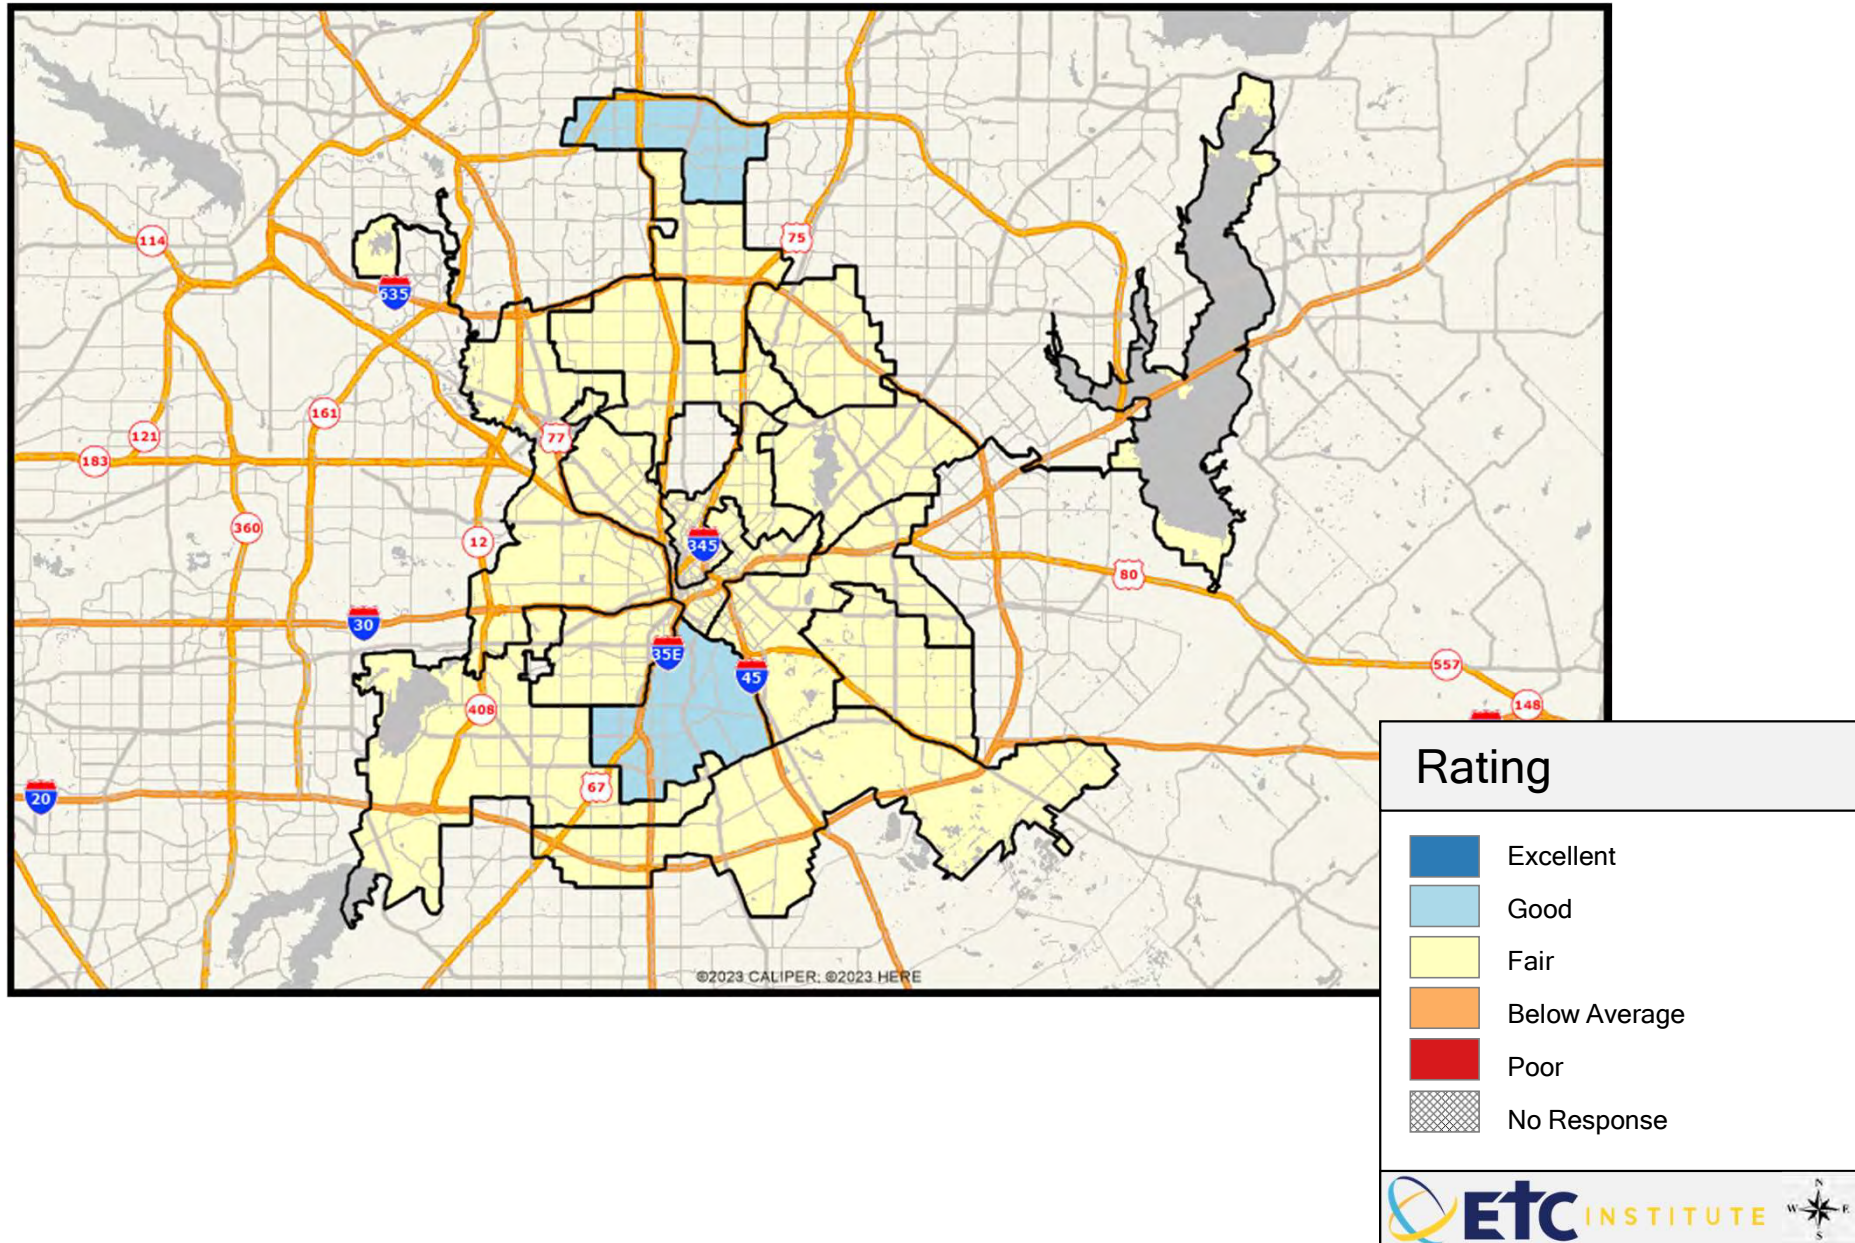 114
75
635
161
121
77
183
360
12
345
80
30
35E
45
557
408
148
67
20
©2023 CALIPER; ©2023 HERE
Rating
Excellent
Good
Fair
Below Average
Poor
No Response
ETC INSTITUTE
N
W E
S